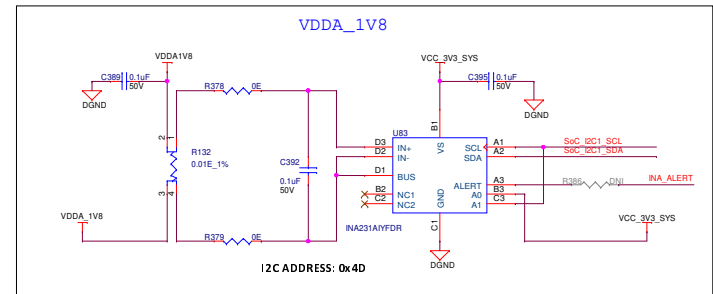 VDDA_1V8
VDDA1V8
VCC_3V3_SYS
C389 0.1uF
50V
C395 0.1uF
50V
R378 0E
DGND
DGND
2 1
B1
U83
D3 IN+ VS SCL A1 SoC_I2C1_SCL
D2 IN- SDA A2 SoC_I2C1_SDA
R132
0.01E_1%
C392
0.1uF
50V
D1 BUS
ALERT A3 R386 DNI INA_ALERT
B2 NC1 A0 B3
C2 NC2 GND A1 C3
3 4
VDDA_1V8
VCC_3V3_SYS
C1
INA231AIYFDR
R379 0E
DGND
I2C ADDRESS: 0x4D